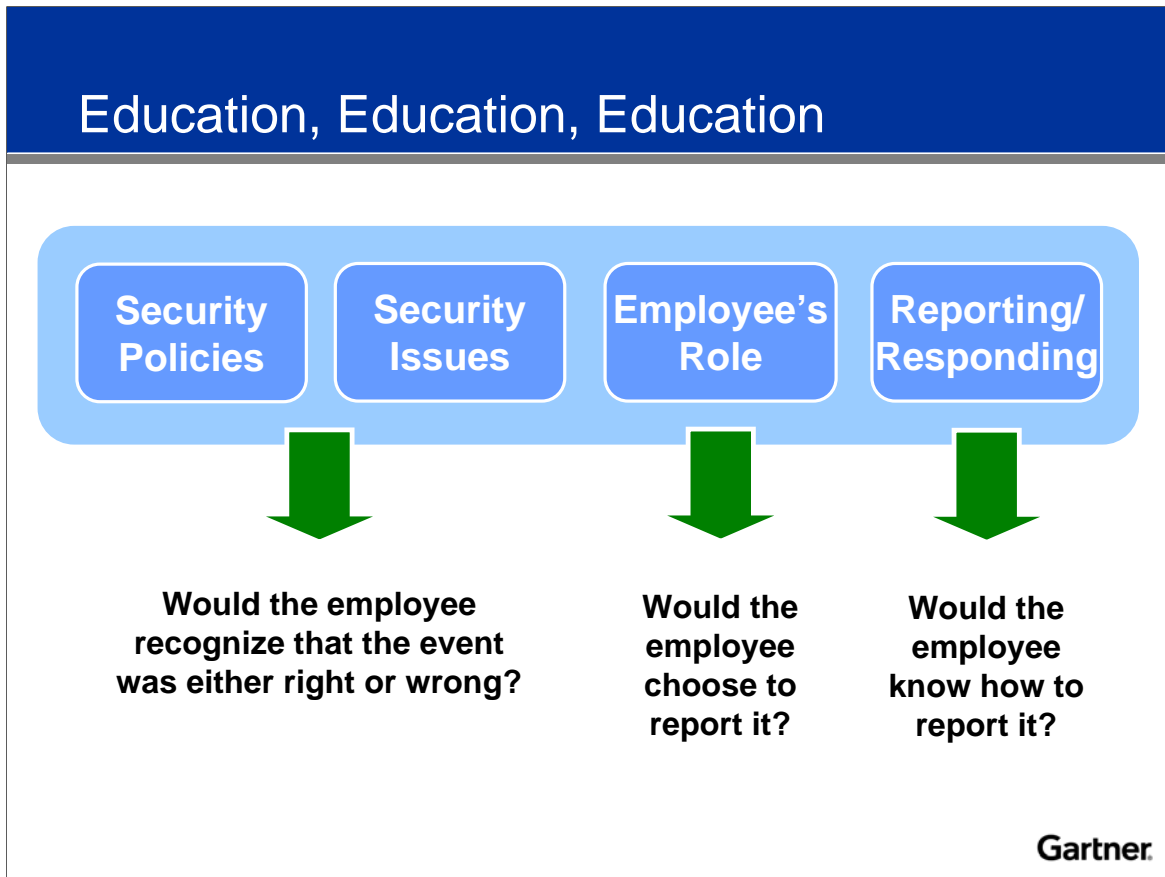 Education, Education, Education
Security
Policies
Security
Issues
Employee’s
Role
Reporting/
Responding
Would the employee
recognize that the event
was either right or wrong?
Would the
employee
choose to
report it?
Would the
employee
know how to
report it?
Gartner.